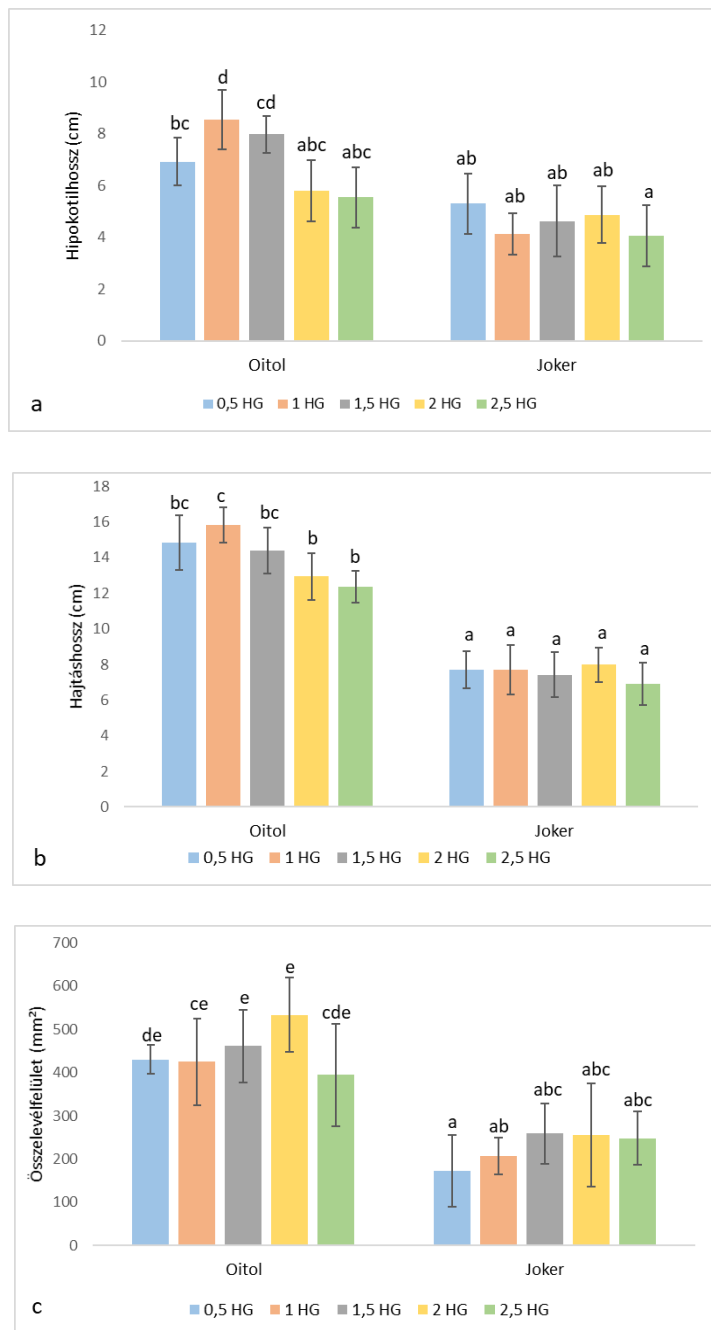 12
10
8
6
4
2
0
Hipokotilhossz (cm)
bc d cd abc abc ab ab ab ab a
Oitol Joker
0,5 HG 1 HG 1,5 HG 2 HG 2,5 HG
a
18
16
14
12
10
8
6
4
2
0
Hajtáshossz (cm)
bc c bc b b a a a a a
Oitol Joker
0,5 HG 1 HG 1,5 HG 2 HG 2,5 HG
b
700
600
500
400
300
200
100
0
Összelevélfelület (mm²)
de ce e e cde a ab abc abc abc
Oitol Joker
0,5 HG 1 HG 1,5 HG 2 HG 2,5 HG
c